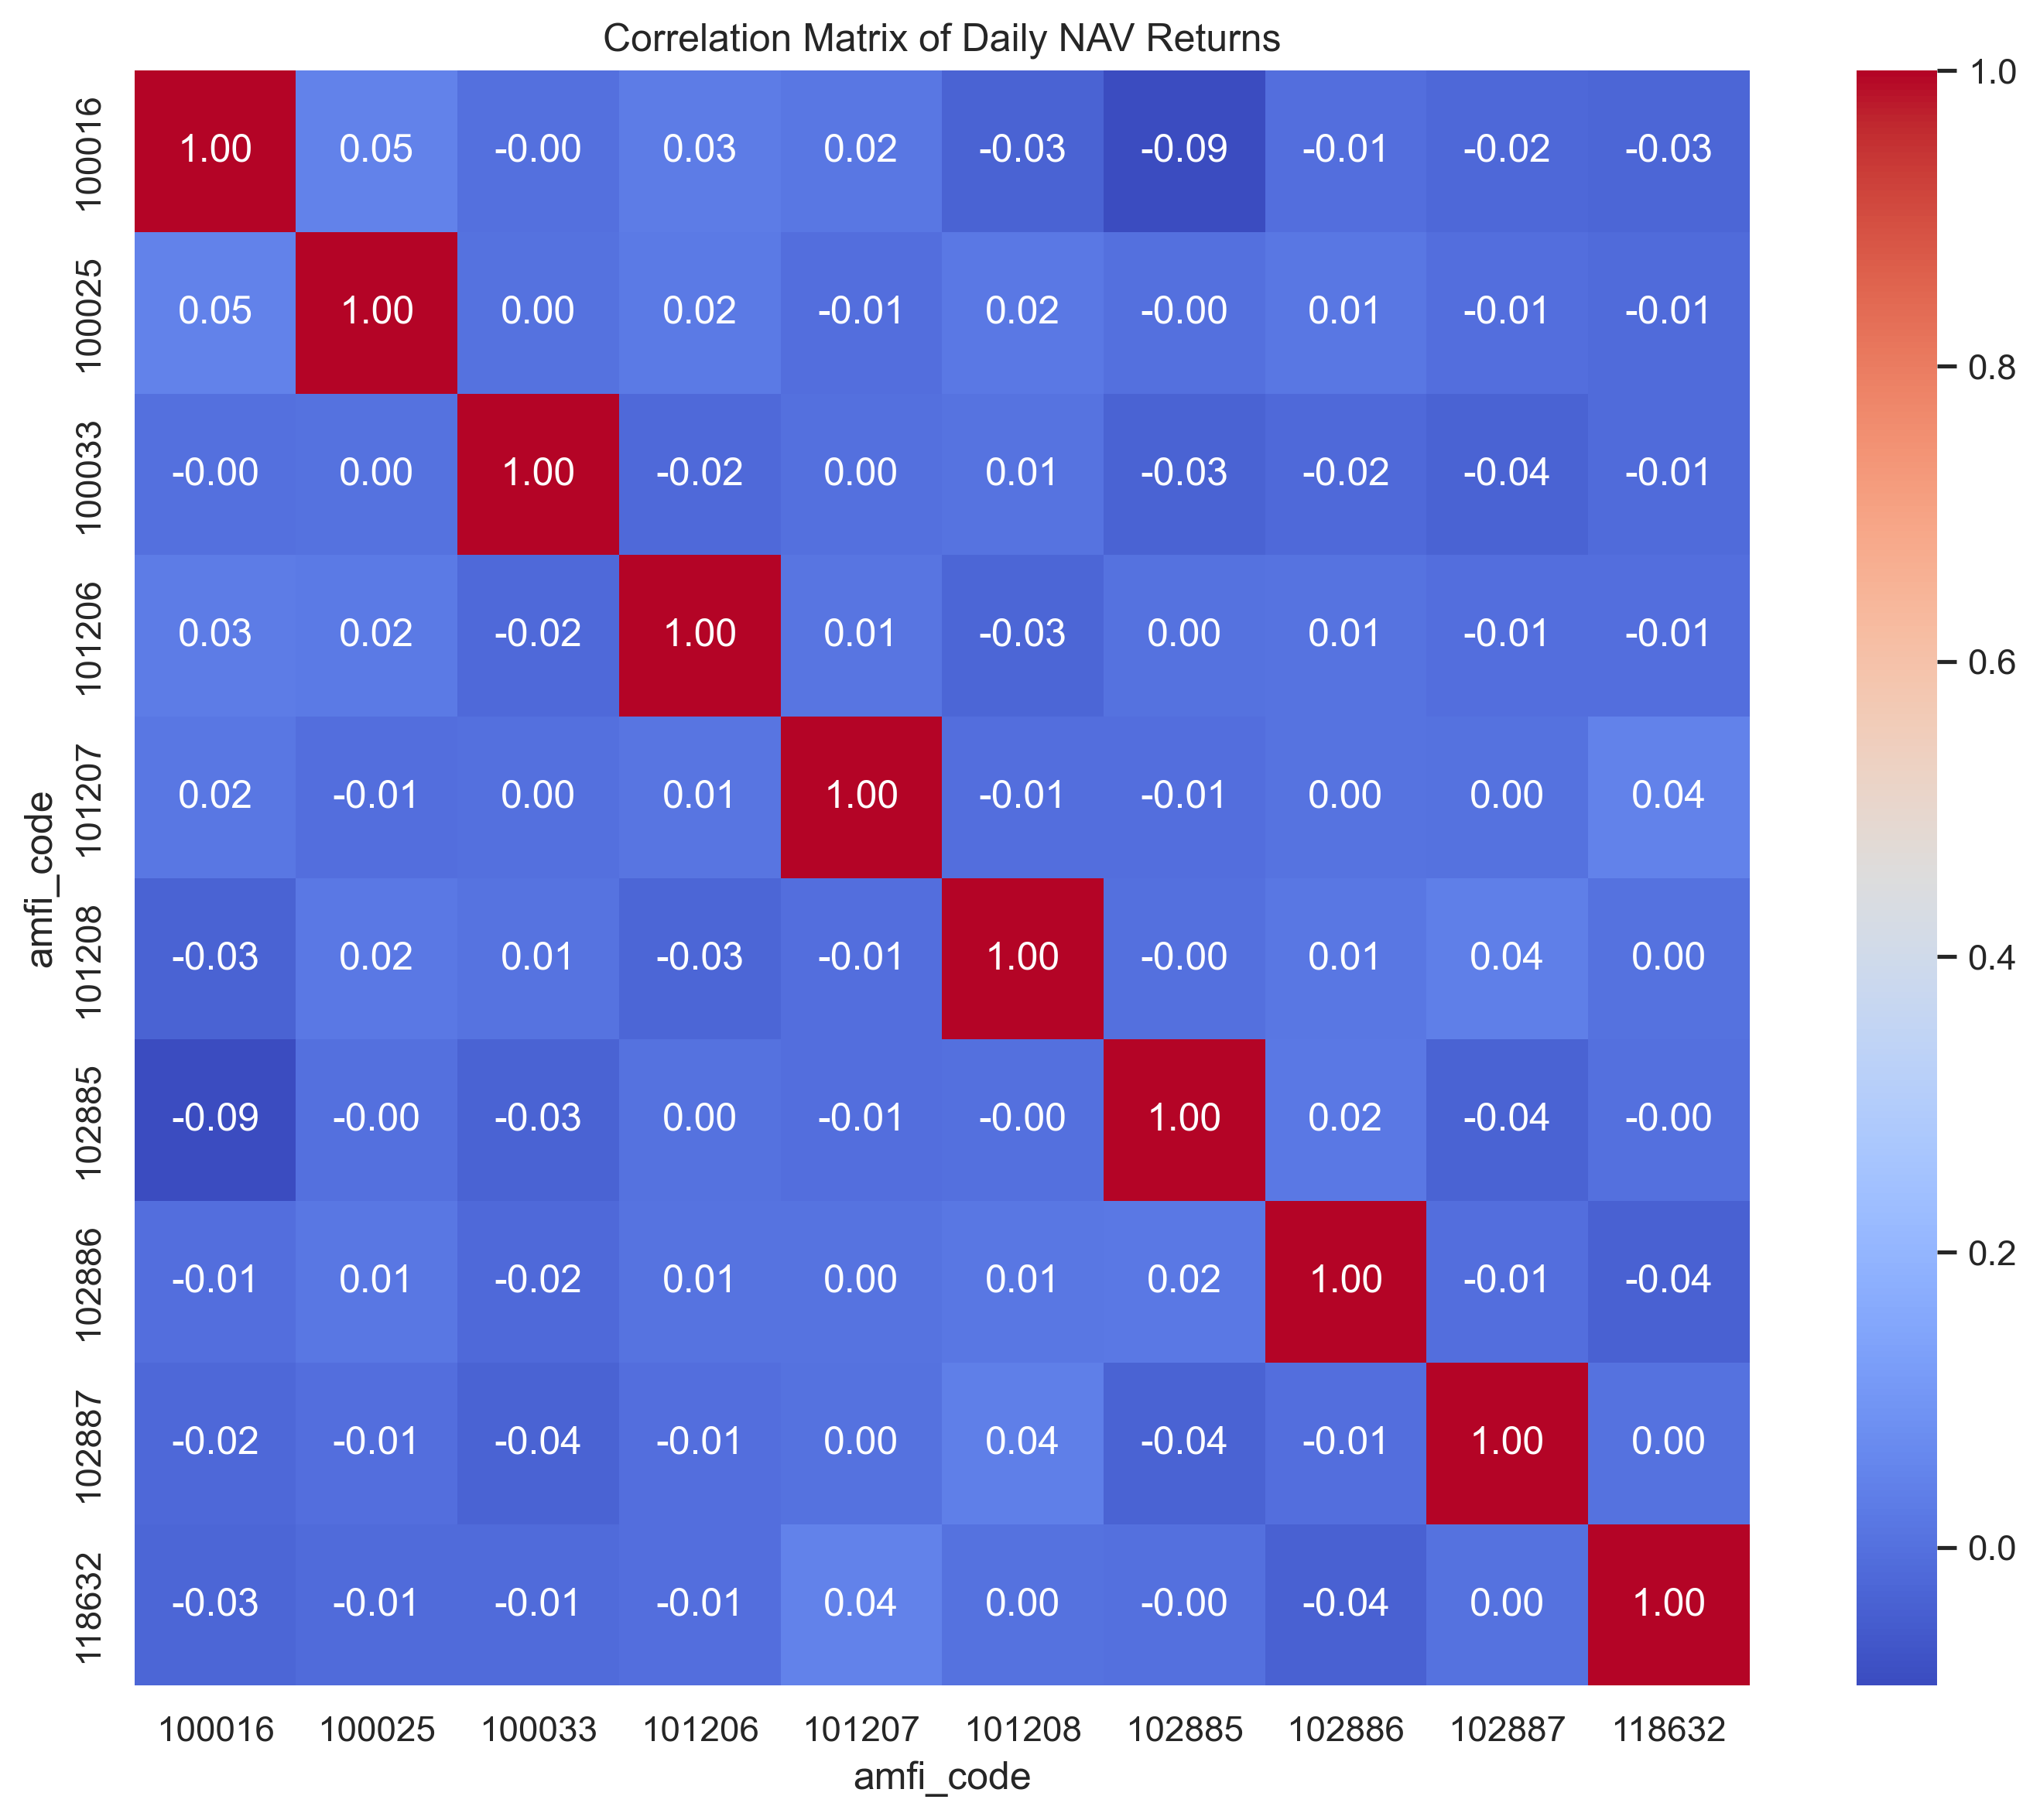 Correlation Matrix of Daily NAV Returns
amfi_code
100016 1.00 0.05 -0.00 0.03 0.02 -0.03 -0.09 -0.01 -0.02 -0.03
100025 0.05 1.00 0.00 0.02 -0.01 0.02 -0.00 0.01 -0.01 -0.01
100033 -0.00 0.00 1.00 -0.02 0.00 0.01 -0.03 -0.02 -0.04 -0.01
101206 0.03 0.02 -0.02 1.00 0.01 -0.03 0.00 0.01 -0.01 -0.01
101207 0.02 -0.01 0.00 0.01 1.00 -0.01 -0.01 0.00 0.00 0.04
101208 -0.03 0.02 0.01 -0.03 -0.01 1.00 -0.00 0.01 0.04 0.00
102885 -0.09 -0.00 -0.03 0.00 -0.01 -0.00 1.00 0.02 -0.04 -0.00
102886 -0.01 0.01 -0.02 0.01 0.00 0.01 0.02 1.00 -0.01 -0.04
102887 -0.02 -0.01 -0.04 -0.01 0.00 0.04 -0.04 -0.01 1.00 0.00
118632 -0.03 -0.01 -0.01 -0.01 0.04 0.00 -0.00 -0.04 0.00 1.00
100016 100025 100033 101206 101207 101208 102885 102886 102887 118632
amfi_code
1.0
0.8
0.6
0.4
0.2
0.0